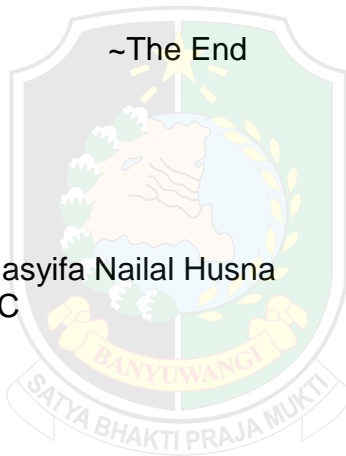 ~The End
asyifa Nailal Husna
C
BANYUWANGI
SATYA BHAKTI PRAJA MUKTI